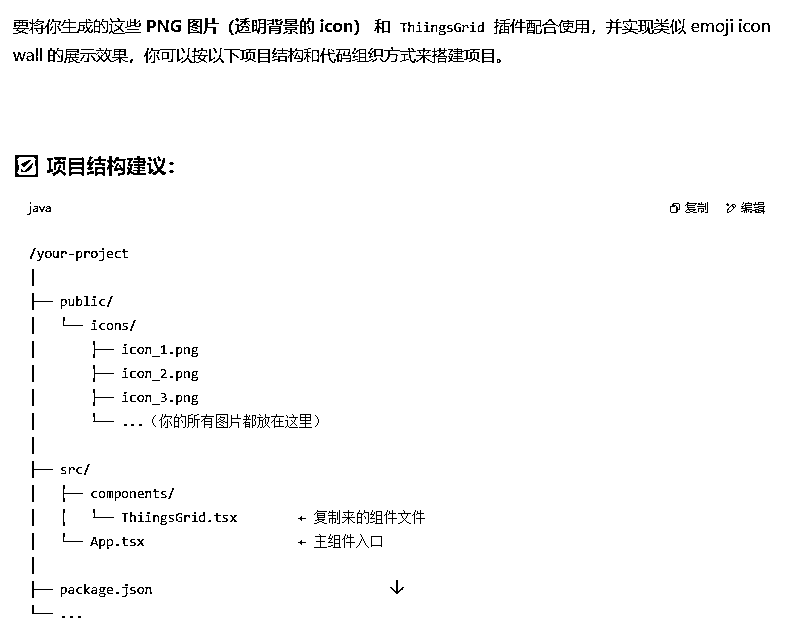 要将你生成的这些 PNG 图片（透明背景的 icon） 和 ThiingsGrid 插件配合使用，并实现类似 emoji icon
wall 的展示效果，你可以按以下项目结构和代码组织方式来搭建项目。
项目结构建议：
java 复制 编辑
/your-project
│
├── public/
│   └── icons/
│       ├── icon_1.png
│       ├── icon_2.png
│       ├── icon_3.png
│       └── ...（你的所有图片都放在这里）
│
├── src/
│   ├── components/
│   │   └── ThiingsGrid.tsx        ← 复制来的组件文件
│   └── App.tsx                    ← 主组件入口
│
├── package.json
└── ...